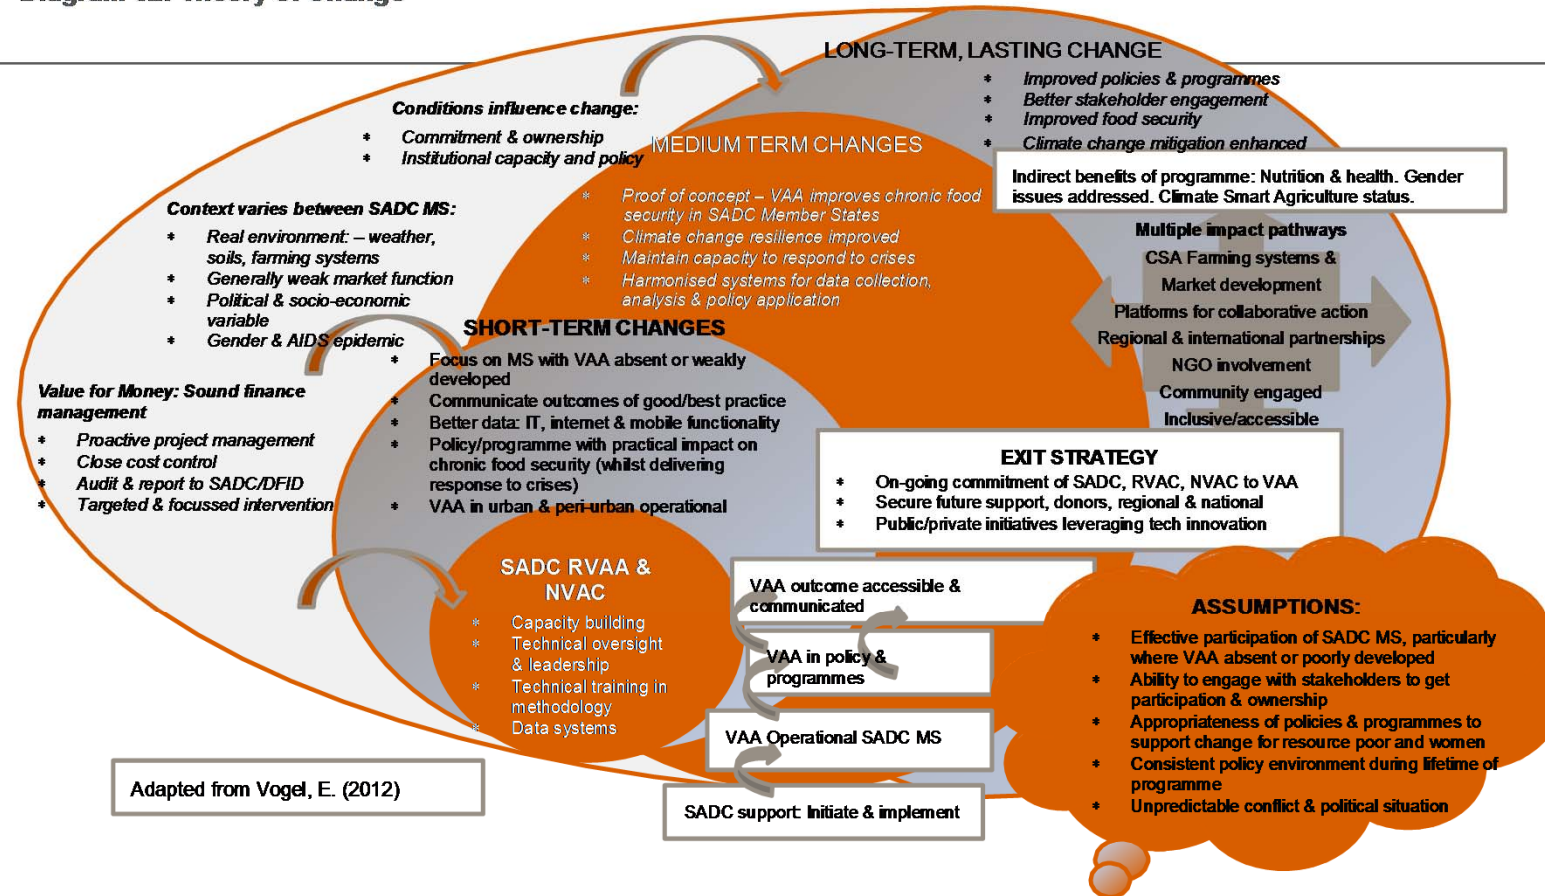 LONG-TERM, LASTING CHANGE
* Improved policies & programmes
* Better stakeholder engagement
* Improved food security
* Climate change mitigation enhanced
Indirect benefits of programme: Nutrition & health. Gender
issues addressed. Climate Smart Agriculture status.
Multiple impact pathways
CSA Farming systems &
Market development
Platforms for collaborative action
Regional & international partnerships
NGO involvement
Community engaged
Inclusive/accessible
Conditions influence change:
* Commitment & ownership
* Institutional capacity and policy
MEDIUM TERM CHANGES
* Proof of concept – VAA improves chronic food
security in SADC Member States
* Climate change resilience improved
* Maintain capacity to respond to crises
* Harmonised systems for data collection,
analysis & policy application
Context varies between SADC MS:
* Real environment: – weather,
soils, farming systems
* Generally weak market function
* Political & socio-economic
variable
* Gender & AIDS epidemic
SHORT-TERM CHANGES
* Focus on MS with VAA absent or weakly
developed
* Communicate outcomes of good/best practice
* Better data: IT, internet & mobile functionality
* Policy/programme with practical impact on
chronic food security (whilst delivering
response to crises)
* VAA in urban & peri-urban operational
Value for Money: Sound finance
management
* Proactive project management
* Close cost control
* Audit & report to SADC/DFID
* Targeted & focussed intervention
EXIT STRATEGY
* On-going commitment of SADC, RVAC, NVAC to VAA
* Secure future support, donors, regional & national
* Public/private initiatives leveraging tech innovation
SADC RVAA &
NVAC
* Capacity building
* Technical oversight
& leadership
* Technical training in
methodology
* Data systems
VAA outcome accessible &
communicated
VAA in policy &
programmes
VAA Operational SADC MS
SADC support: Initiate & implement
ASSUMPTIONS:
* Effective participation of SADC MS, particularly
where VAA absent or poorly developed
* Ability to engage with stakeholders to get
participation & ownership
* Appropriateness of policies & programmes to
support change for resource poor and women
* Consistent policy environment during lifetime of
programme
* Unpredictable conflict & political situation
Adapted from Vogel, E. (2012)